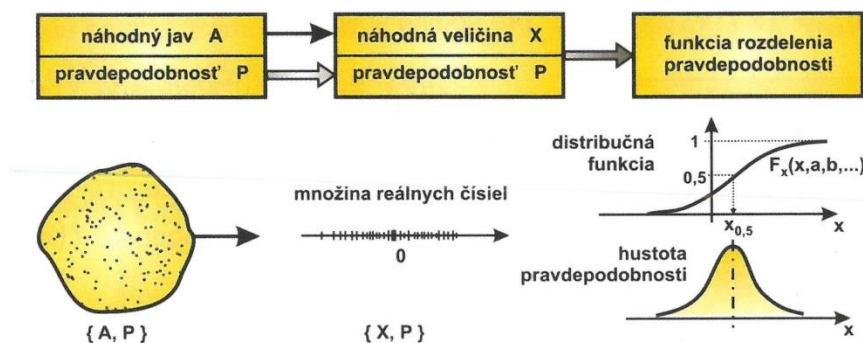 náhodný jav A
pravdepodobnosť P
náhodná veličina X
pravdepodobnosť P
funkcia rozdelenia
pravdepodobnosti
distribučná
funkcia
1
0,5
Fx(x,a,b,...)
x0,5
x
množina reálnych čísiel
0
hustota
pravdepodobnosti
x
{ A, P }
{ X, P }